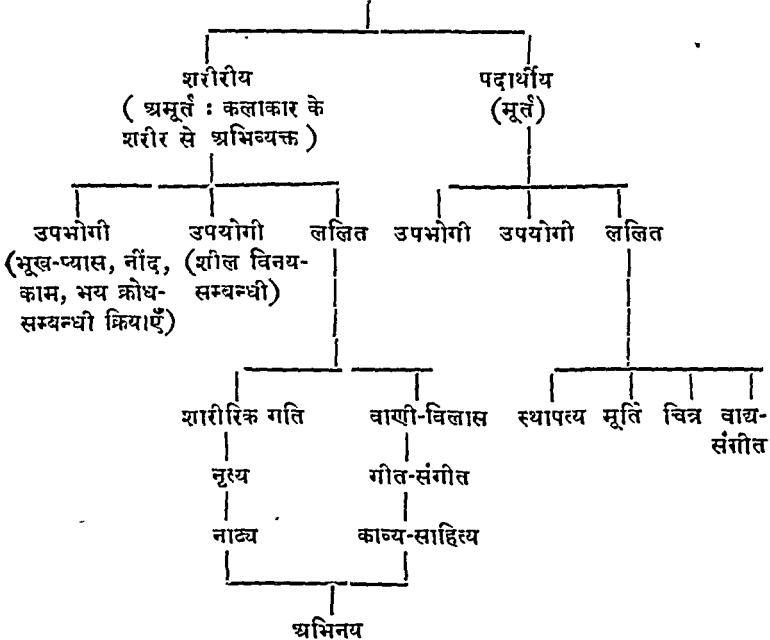 शरीरीय पदार्थीय
( अमूर्त्त : कलाकार के (मूर्त्त)
शरीर से अभिव्यक्त )
उपभोगी उपयोगी ललित उपभोगी उपयोगी ललित
(भूख-प्यास, नींद, (शील विनय-
काम, भय क्रोध- सम्बन्धी)
सम्बन्धी क्रियाएँ)
शारीरिक गति वाणी-विलास स्थापत्य मूर्ति चित्र वाद्य-
संगीत
नृत्य गीत-संगीत
नाट्य काव्य-साहित्य
अभिनय